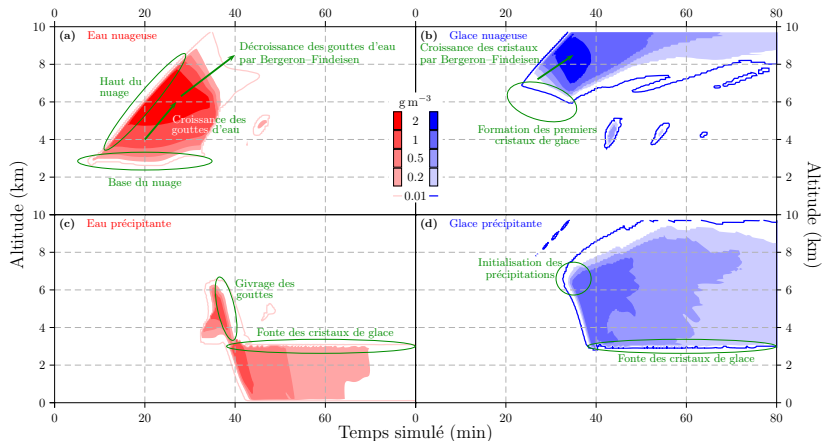 0 20 40 60 0 20 40 60 80
10 10
(a) Eau nuageuse
Décroissance des gouttes d'eau
par Bergeron–Findeisen
Haut du
nuage
Croissance des
gouttes d'eau
Base du nuage
(b) Glace nuageuse
Croissance des cristaux
par Bergeron–Findeisen
Formation des premiers
cristaux de glace
g m⁻³
2
1
0.5
0.2
0.01
8 8
6 6
4 4
2 2
10 10
(c) Eau précipitante
Givrage des
gouttes
Fonte des cristaux de glace
(d) Glace précipitante
Initialisation des
précipitations
Fonte des cristaux de glace
8 8
6 6
4 4
2 2
0 0
0 20 40 60 0 20 40 60 80
Altitude (km)
Altitude (km)
Temps simulé (min)